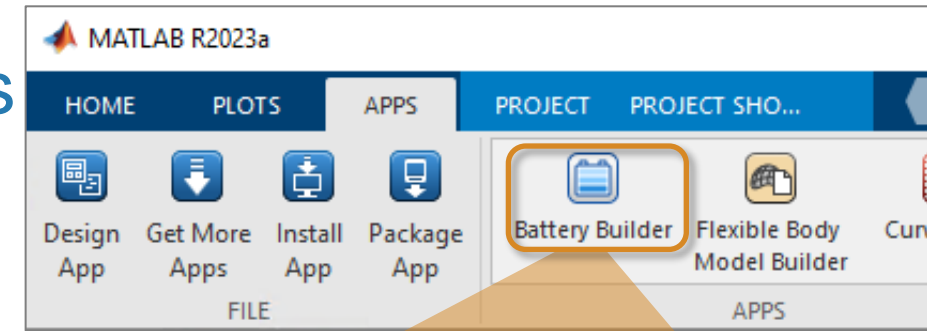 MATLAB R2023a
S
HOME PLOTS APPS PROJECT PROJECT SHO...
Design App
Get More Apps
Install App
Package App
Battery Builder
Flexible Body Model Builder
FILE
APPS